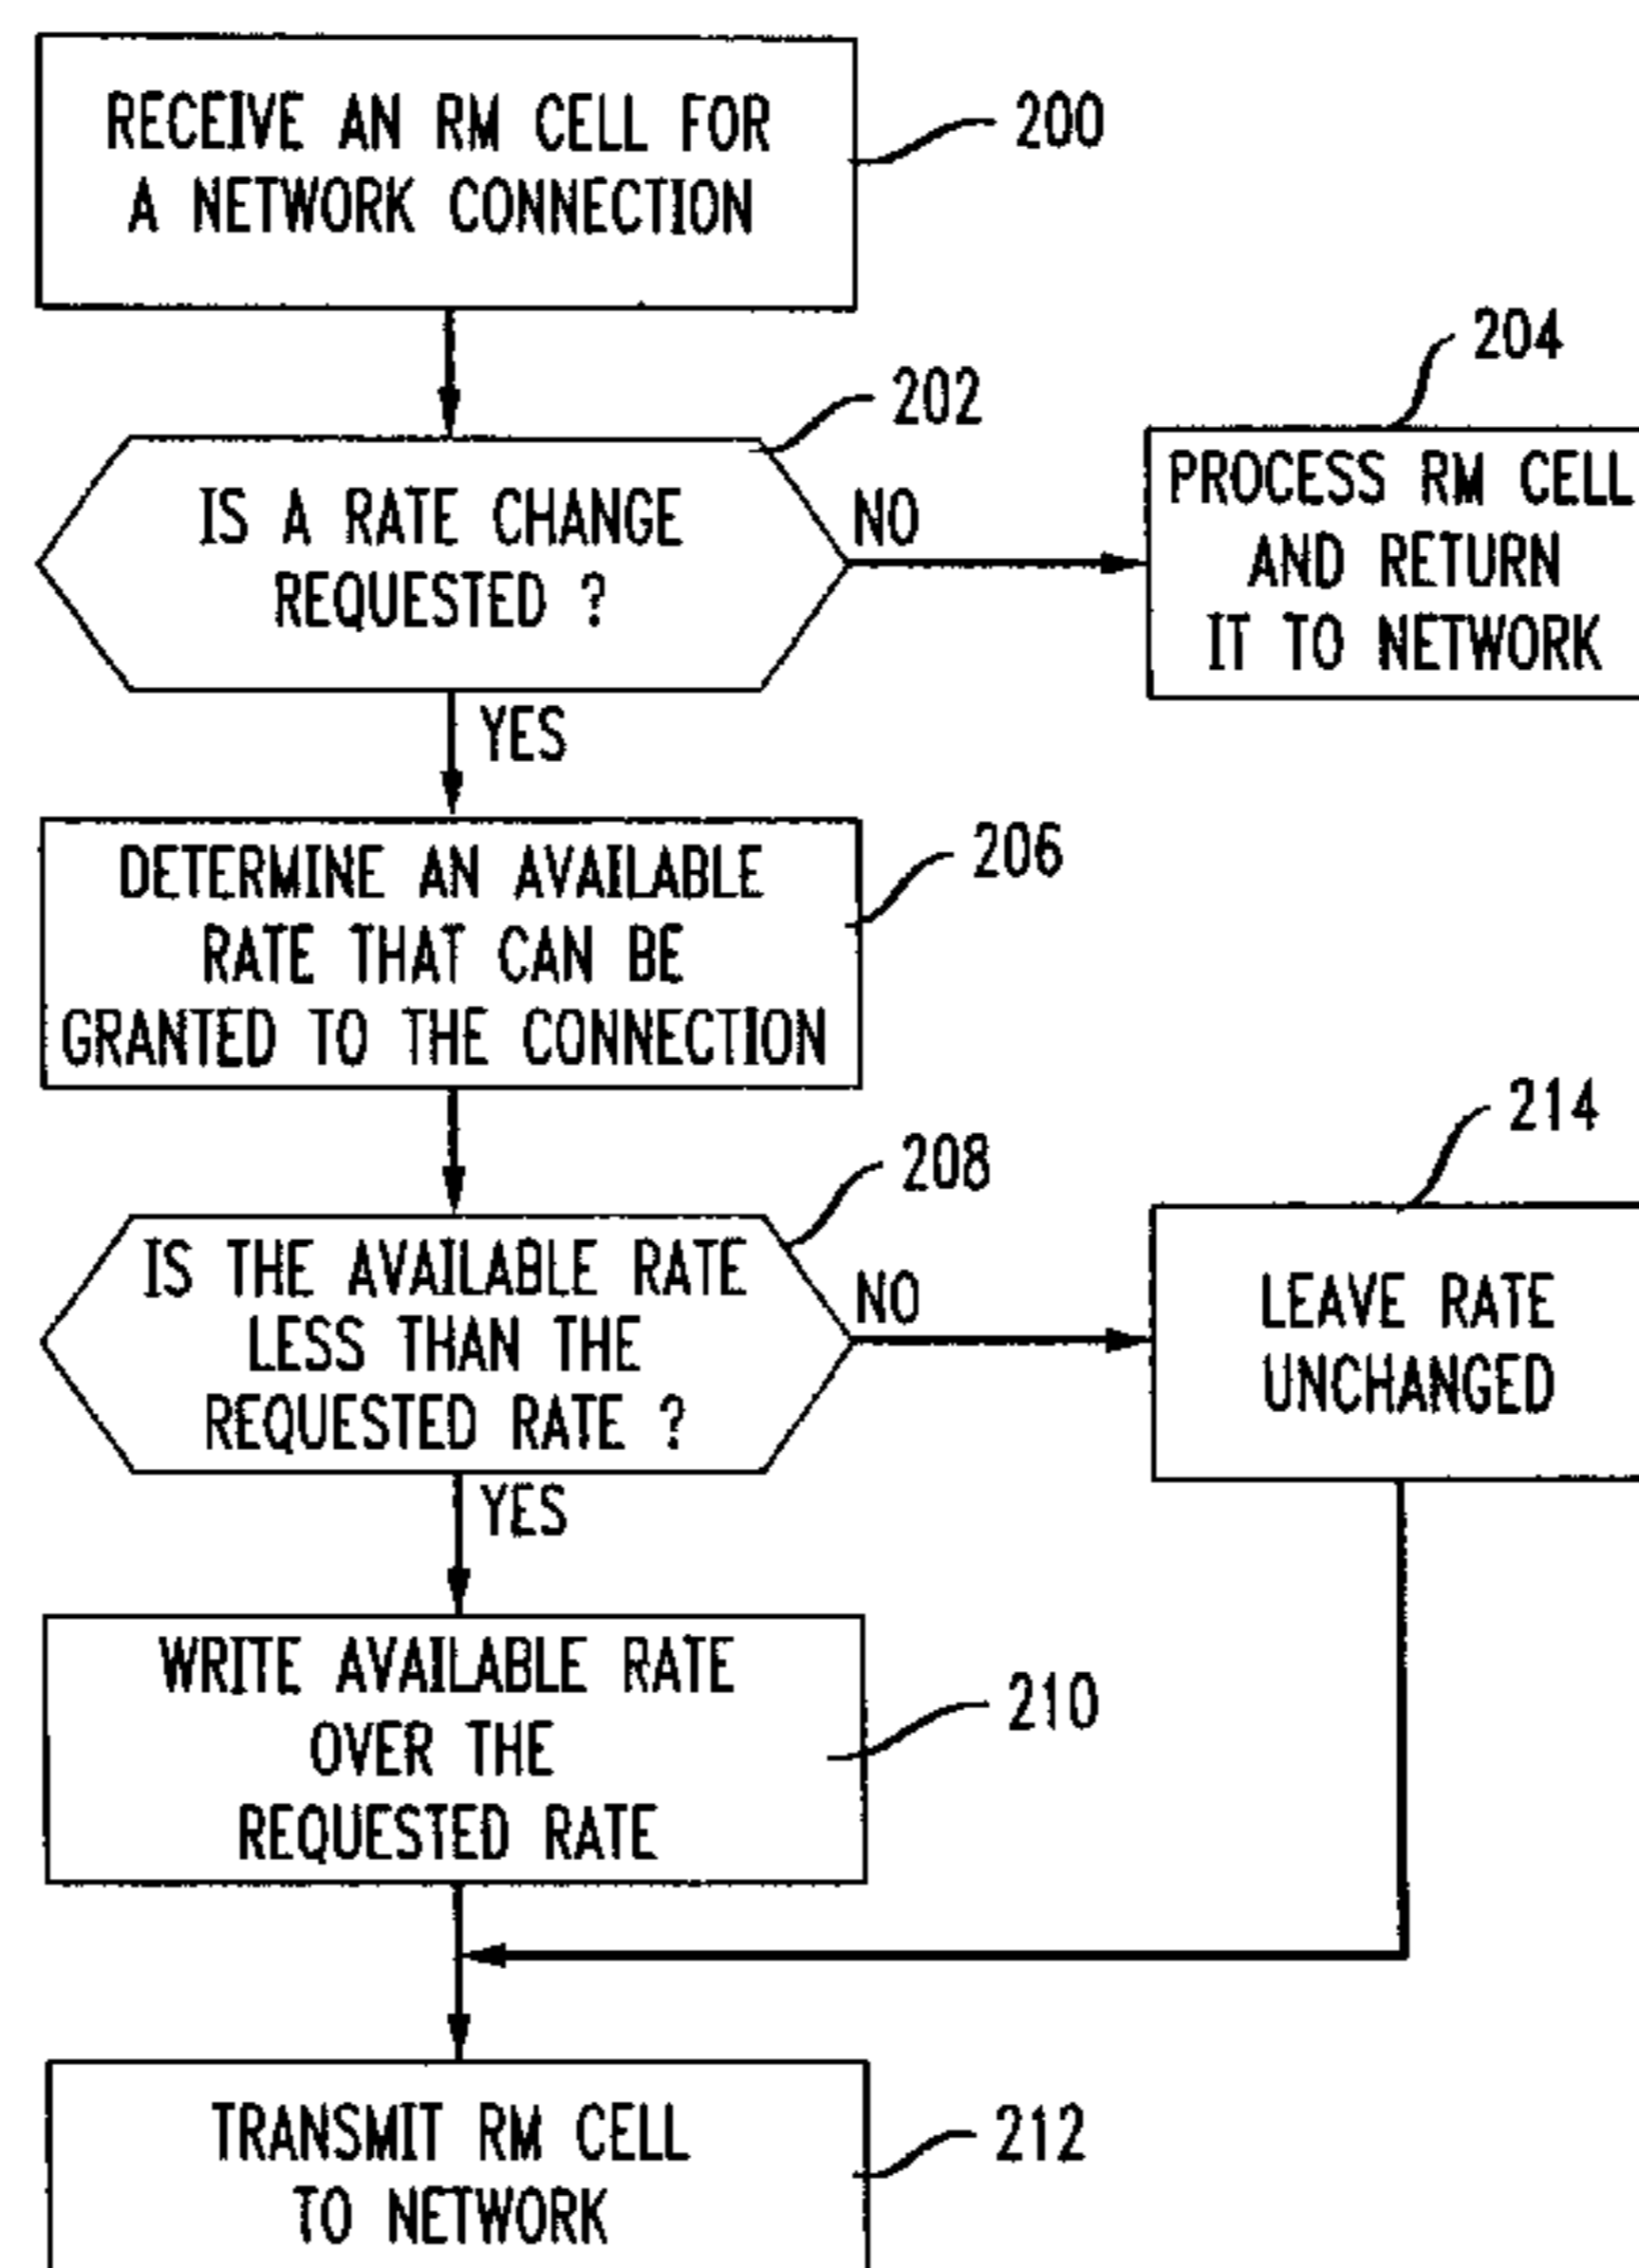 RECEIVE AN RM CELL FOR
A NETWORK CONNECTION
200
202
204
IS A RATE CHANGE
REQUESTED ?
NO
PROCESS RM CELL
AND RETURN
IT TO NETWORK
YES
206
DETERMINE AN AVAILABLE
RATE THAT CAN BE
GRANTED TO THE CONNECTION
208
214
IS THE AVAILABLE RATE
LESS THAN THE
REQUESTED RATE ?
NO
LEAVE RATE
UNCHANGED
YES
WRITE AVAILABLE RATE
OVER THE
REQUESTED RATE
210
TRANSMIT RM CELL
TO NETWORK
212